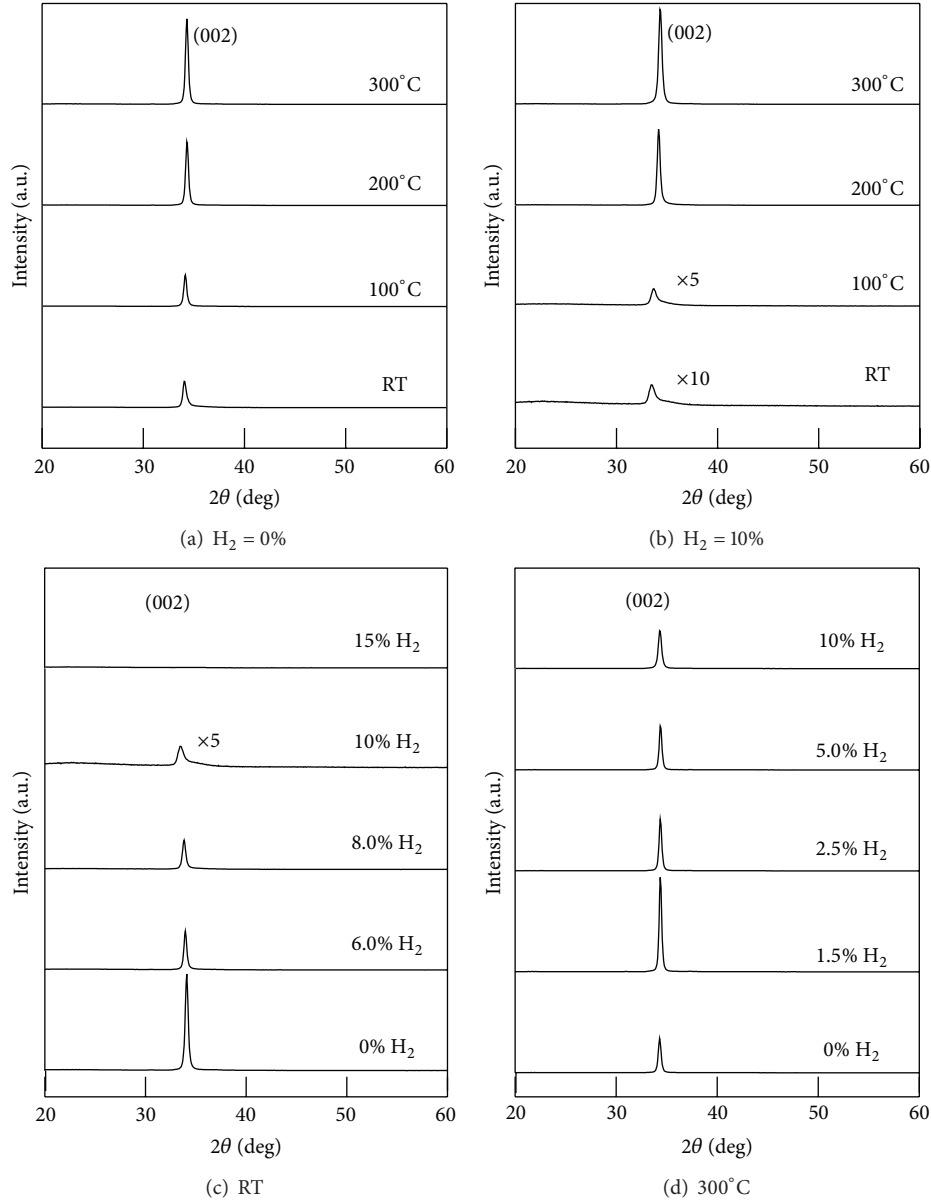 (002)
300°C
200°C
100°C
RT
Intensity (a.u.)
20 30 40 50 60
2θ (deg)
(a) H₂ = 0%
(002)
300°C
200°C
×5
100°C
×10
RT
Intensity (a.u.)
20 30 40 50 60
2θ (deg)
(b) H₂ = 10%
(002)
15% H₂
×5
10% H₂
8.0% H₂
6.0% H₂
0% H₂
Intensity (a.u.)
20 30 40 50 60
2θ (deg)
(c) RT
(002)
10% H₂
5.0% H₂
2.5% H₂
1.5% H₂
0% H₂
Intensity (a.u.)
20 30 40 50 60
2θ (deg)
(d) 300°C